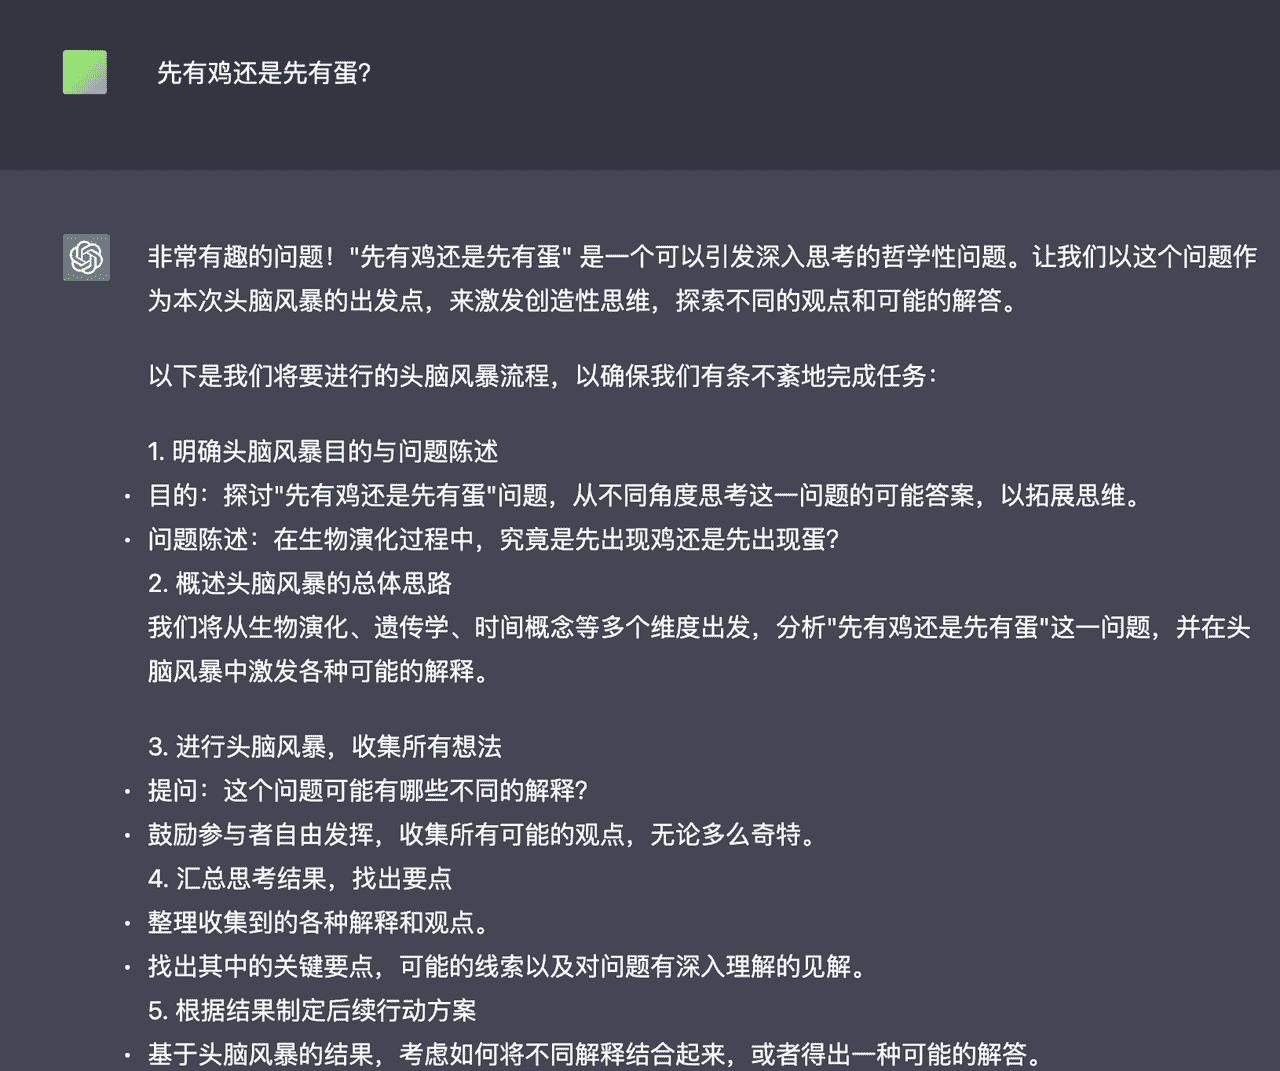 先有鸡还是先有蛋?
非常有趣的问题！"先有鸡还是先有蛋" 是一个可以引发深入思考的哲学性问题。让我们以这个问题作
为本次头脑风暴的出发点，来激发创造性思维，探索不同的观点和可能的解答。
以下是我们将要进行的头脑风暴流程，以确保我们有条不紊地完成任务：
1. 明确头脑风暴目的与问题陈述
• 目的：探讨"先有鸡还是先有蛋"问题，从不同角度思考这一问题的可能答案，以拓展思维。
• 问题陈述：在生物演化过程中，究竟是先出现鸡还是先出现蛋?
2. 概述头脑风暴的总体思路
我们将从生物演化、遗传学、时间概念等多个维度出发，分析"先有鸡还是先有蛋"这一问题，并在头
脑风暴中激发各种可能的解释。
3. 进行头脑风暴，收集所有想法
• 提问：这个问题可能有哪些不同的解释?
• 鼓励参与者自由发挥，收集所有可能的观点，无论多么奇特。
4. 汇总思考结果，找出要点
• 整理收集到的各种解释和观点。
• 找出其中的关键要点，可能的线索以及对问题有深入理解的见解。
5. 根据结果制定后续行动方案
• 基于头脑风暴的结果，考虑如何将不同解释结合起来，或者得出一种可能的解答。